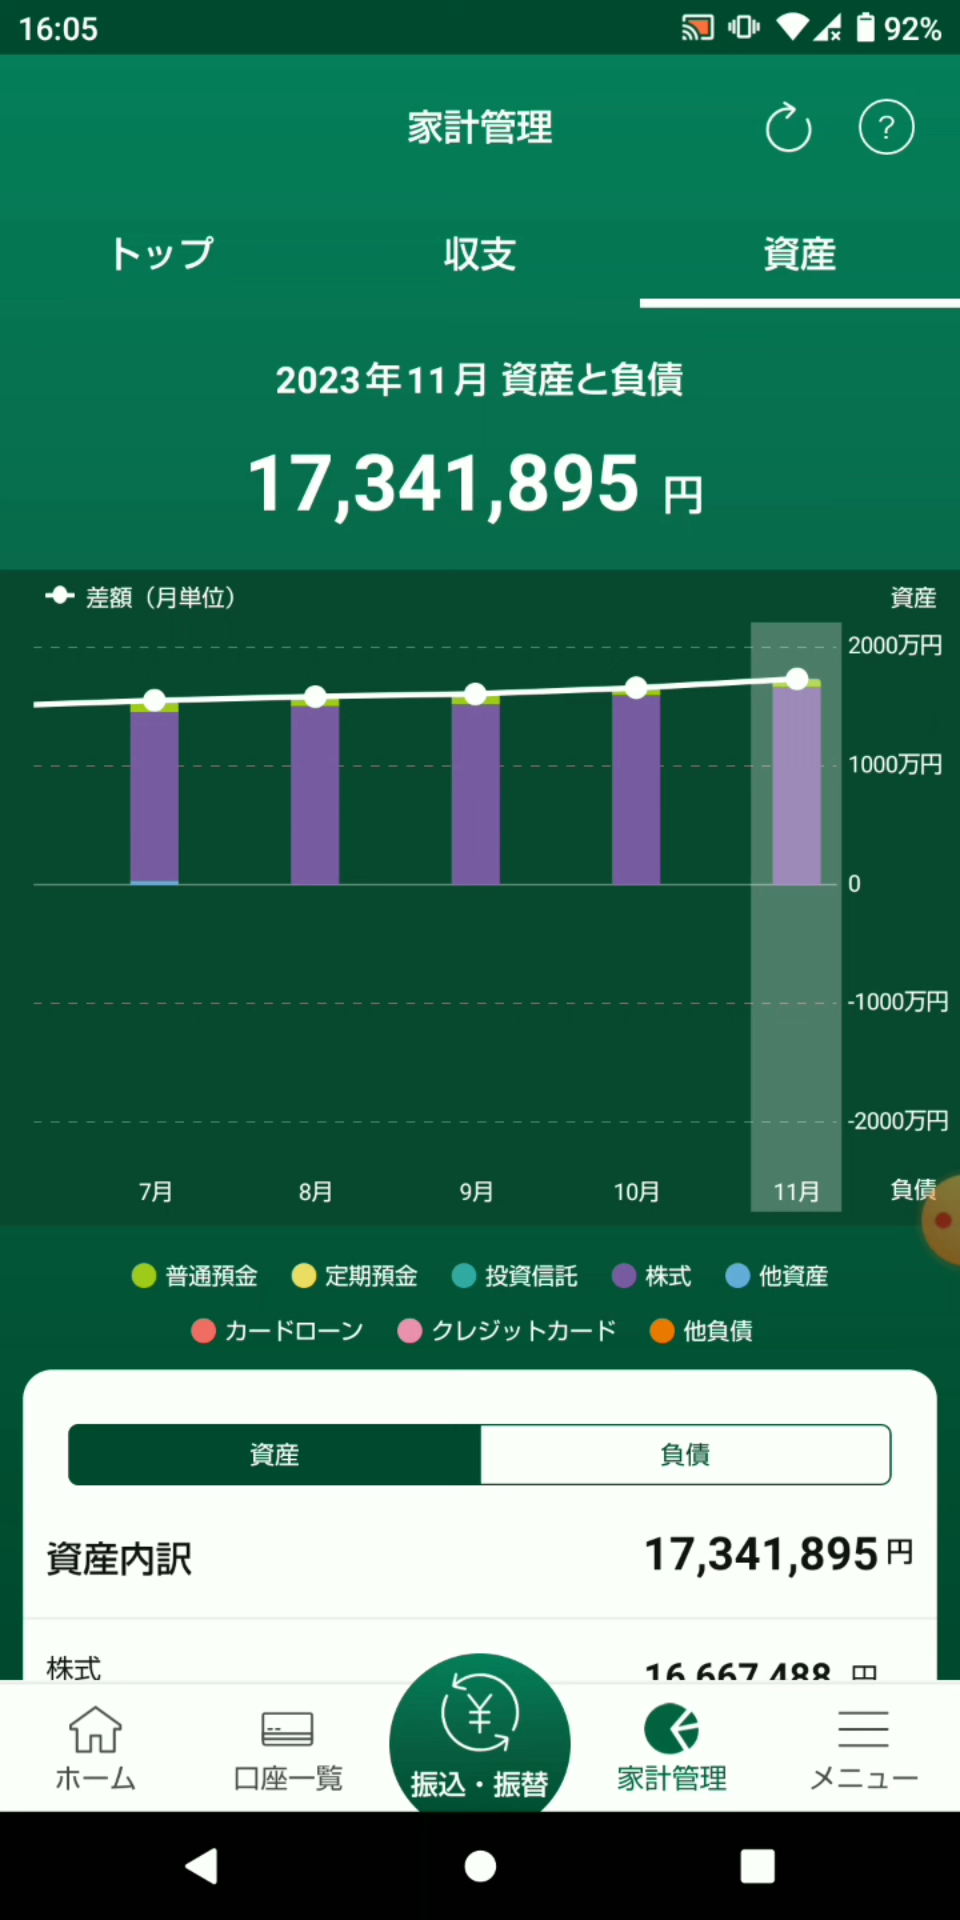 16:05
92%
家計管理
?
トップ 収支 資産
2023年11月 資産と負債
17,341,895 円
差額（月単位） 資産
2000万円
1000万円
0
-1000万円
-2000万円
7月 8月 9月 10月 11月 負債
普通預金 定期預金 投資信託 株式 他資産
カードローン クレジットカード 他負債
資産 負債
資産内訳 17,341,895 円
株式 16,667,488 円
ホーム 口座一覧 振込・振替 家計管理 メニュー